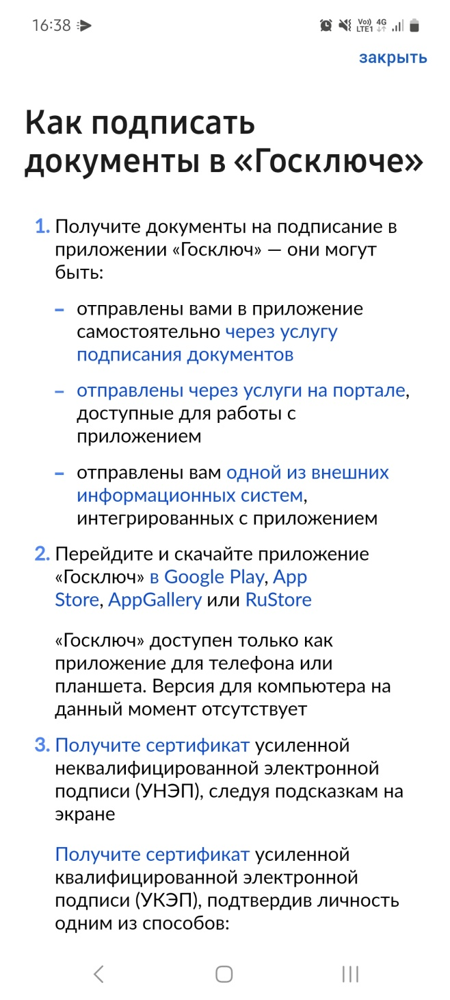 16:38
Vo)) 4G
LTE1
закрыть
Как подписать
документы в «Госключе»
1. Получите документы на подписание в
приложении «Госключ» — они могут
быть:
– отправлены вами в приложение
самостоятельно через услугу
подписания документов
– отправлены через услуги на портале,
доступные для работы с
приложением
– отправлены вам одной из внешних
информационных систем,
интегрированных с приложением
2. Перейдите и скачайте приложение
«Госключ» в Google Play, App
Store, AppGallery или RuStore
«Госключ» доступен только как
приложение для телефона или
планшета. Версия для компьютера на
данный момент отсутствует
3. Получите сертификат усиленной
неквалифицированной электронной
подписи (УНЭП), следуя подсказкам на
экране
Получите сертификат усиленной
квалифицированной электронной
подписи (УКЭП), подтвердив личность
одним из способов: